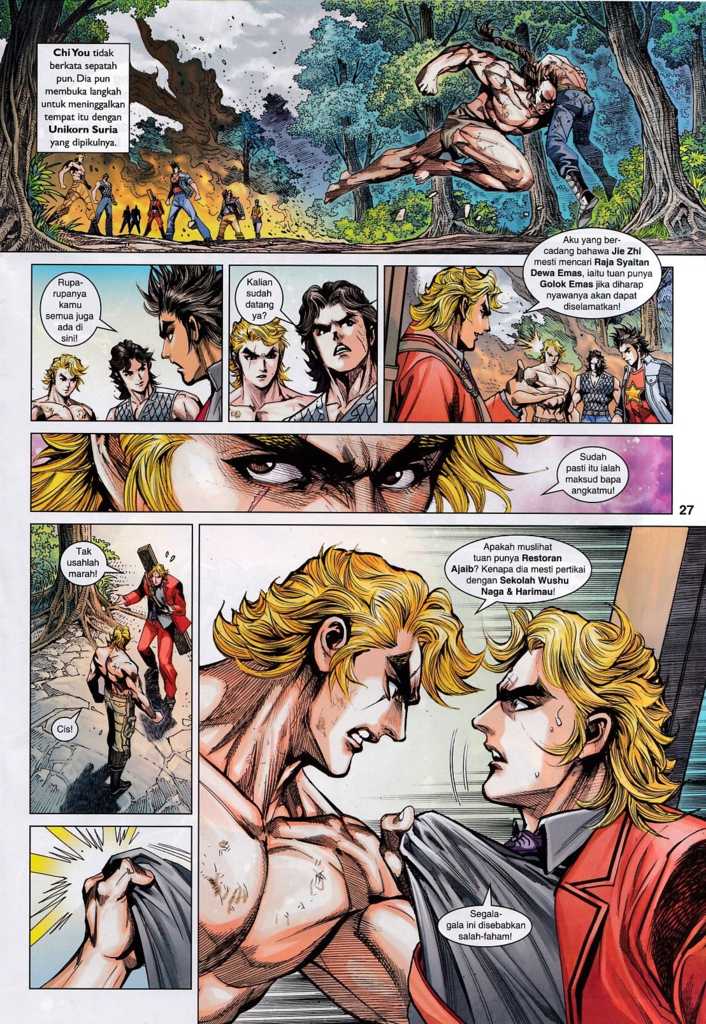 Chi You tidak
berkata sepatah
pun. Dia pun
membuka langkah
untuk meninggalkan
tempat itu dengan
Unikorn Suria
yang dipikulnya.
Rupa-
rupanya
kamu
semua juga
ada di
sini!
Kalian
sudah
datang
ya?
Aku yang ber-
cadang bahawa Jie Zhi
mesti mencari Raja Syaitan
Dewa Emas, iaitu tuan punya
Golok Emas jika diharap
nyawanya akan dapat
diselamatkan!
Sudah
pasti itu ialah
maksud bapa
angkatmu!
27
Tak
usahlah
marah!
Cis!
Apakah muslihat
tuan punya Restoran
Ajaib? Kenapa dia mesti pertikai
dengan Sekolah Wushu
Naga & Harimau!
Segala-
gala ini disebabkan
salah-faham!